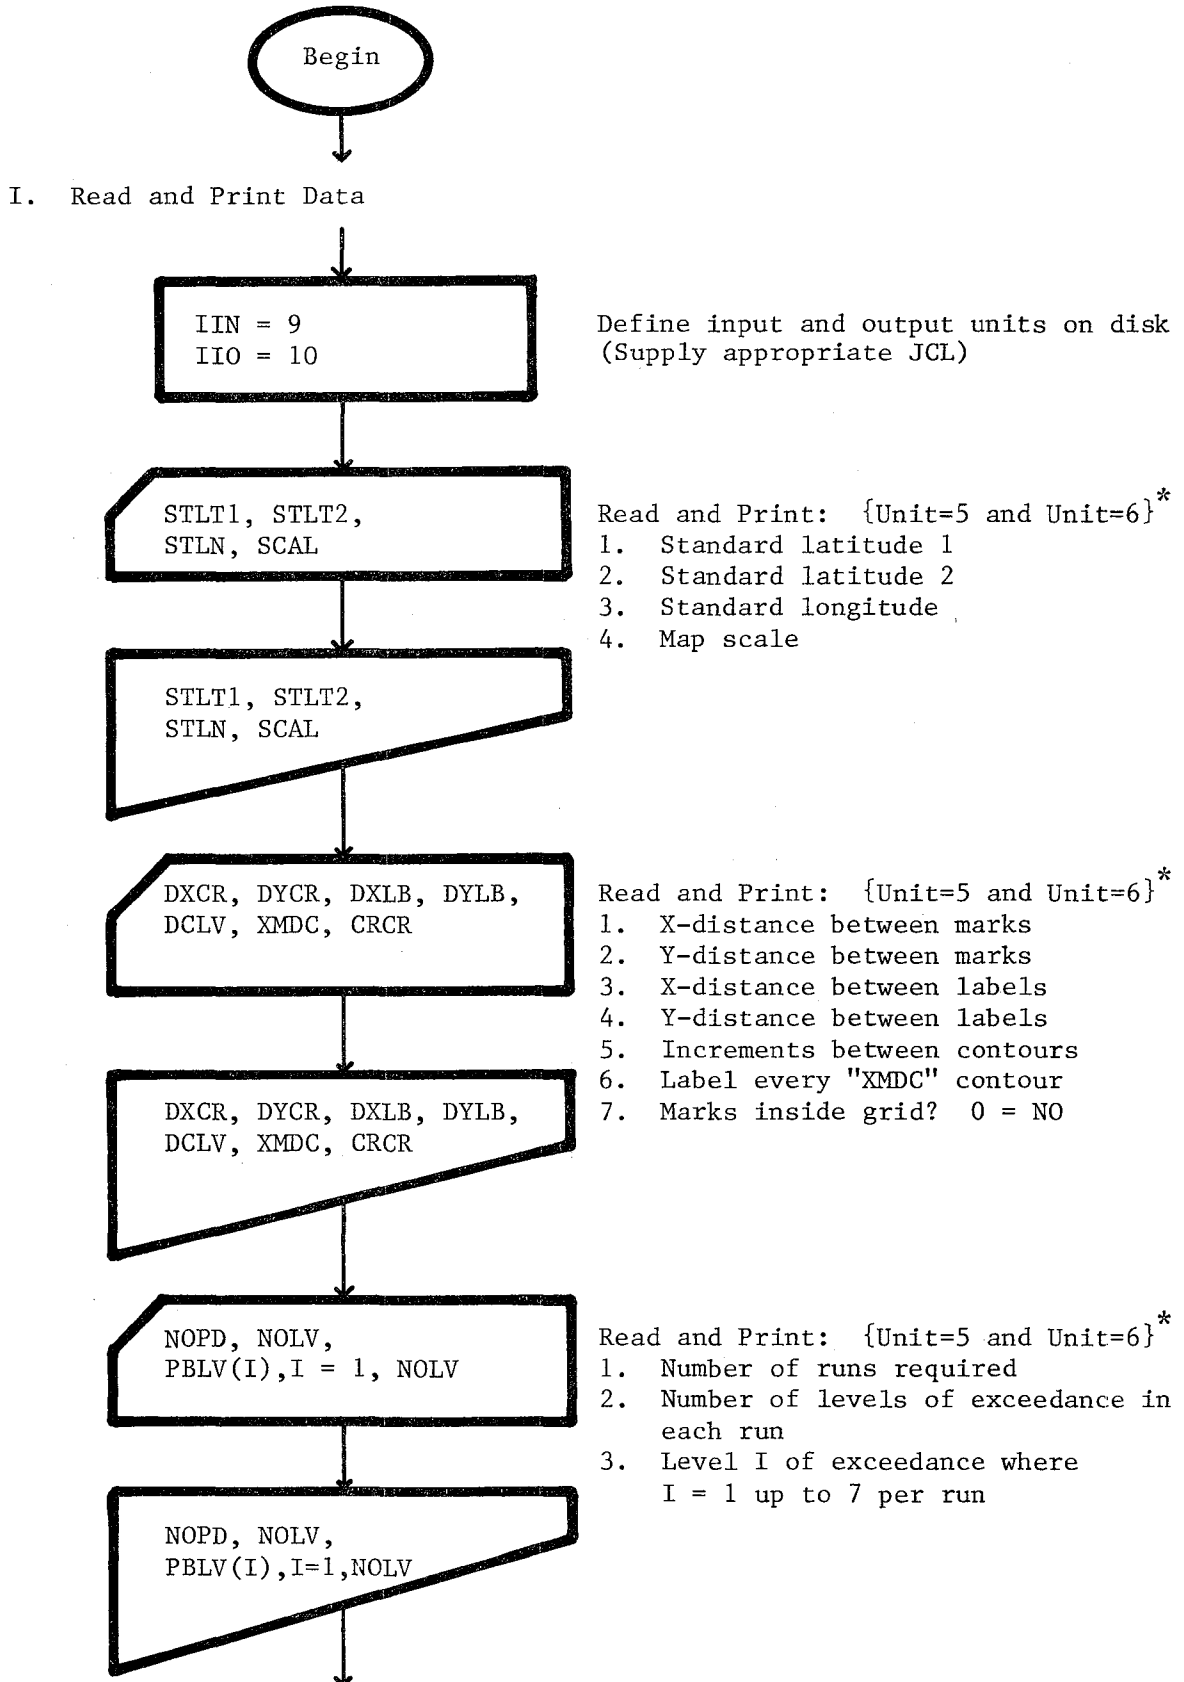 Begin
I. Read and Print Data
IIN = 9
IIO = 10
Define input and output units on disk
(Supply appropriate JCL)
STLT1, STLT2,
STLN, SCAL
Read and Print: {Unit=5 and Unit=6}*
1. Standard latitude 1
2. Standard latitude 2
3. Standard longitude
4. Map scale
STLT1, STLT2,
STLN, SCAL
DXCR, DYCR, DXLB, DYLB,
DCLV, XMDC, CRCR
Read and Print: {Unit=5 and Unit=6}*
1. X-distance between marks
2. Y-distance between marks
3. X-distance between labels
4. Y-distance between labels
5. Increments between contours
6. Label every "XMDC" contour
7. Marks inside grid? 0 = NO
DXCR, DYCR, DXLB, DYLB,
DCLV, XMDC, CRCR
NOPD, NOLV,
PBLV(I),I = 1, NOLV
Read and Print: {Unit=5 and Unit=6}*
1. Number of runs required
2. Number of levels of exceedance in
each run
3. Level I of exceedance where
I = 1 up to 7 per run
NOPD, NOLV,
PBLV(I),I=1,NOLV